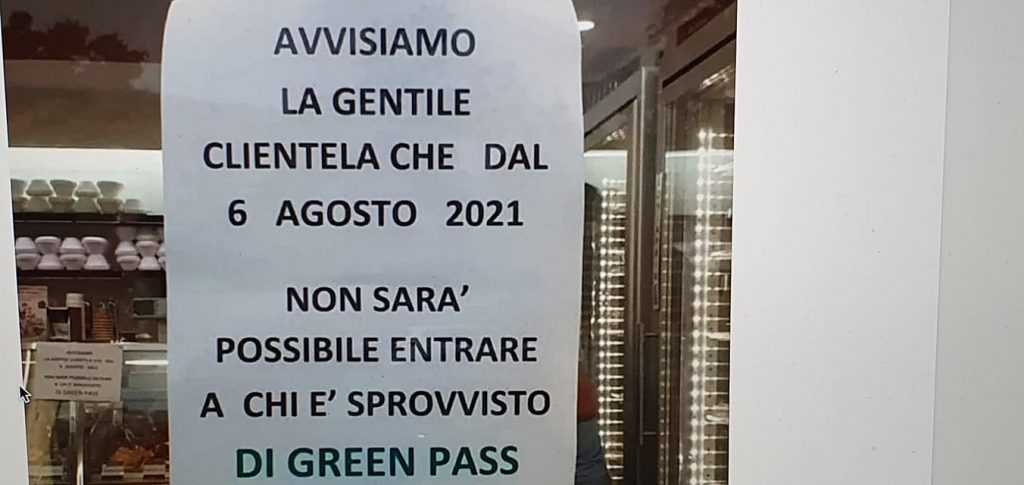 AVVISIAMO
LA GENTILE
CLIENTELA CHE DAL
6 AGOSTO 2021
NON SARA'
POSSIBILE ENTRARE
A CHI E' SPROVVISTO
DI GREEN PASS